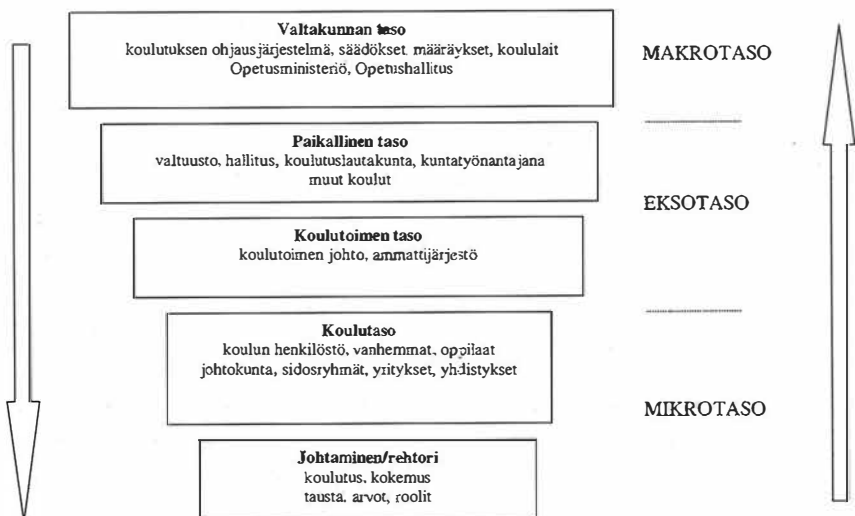 Valtakunnan taso
koulutuksen ohjausjärjestelmä, säädökset, määräykset, koululait
Opetusministeriö, Opetushallitus
MAKROTASO
Paikallinen taso
valtuusto, hallitus, koulutuslautakunta, kuntatyönantajana
muut koulut
EKSOTASO
Koulutoimen taso
koulutoimen johto, ammattijärjestö
Koulutaso
koulun henkilöstö, vanhemmat, oppilaat
johtokunta, sidosryhmät, yritykset, yhdistykset
MIKROTASO
Johtaminen/rehtori
koulutus, kokemus
tausta, arvot, roolit